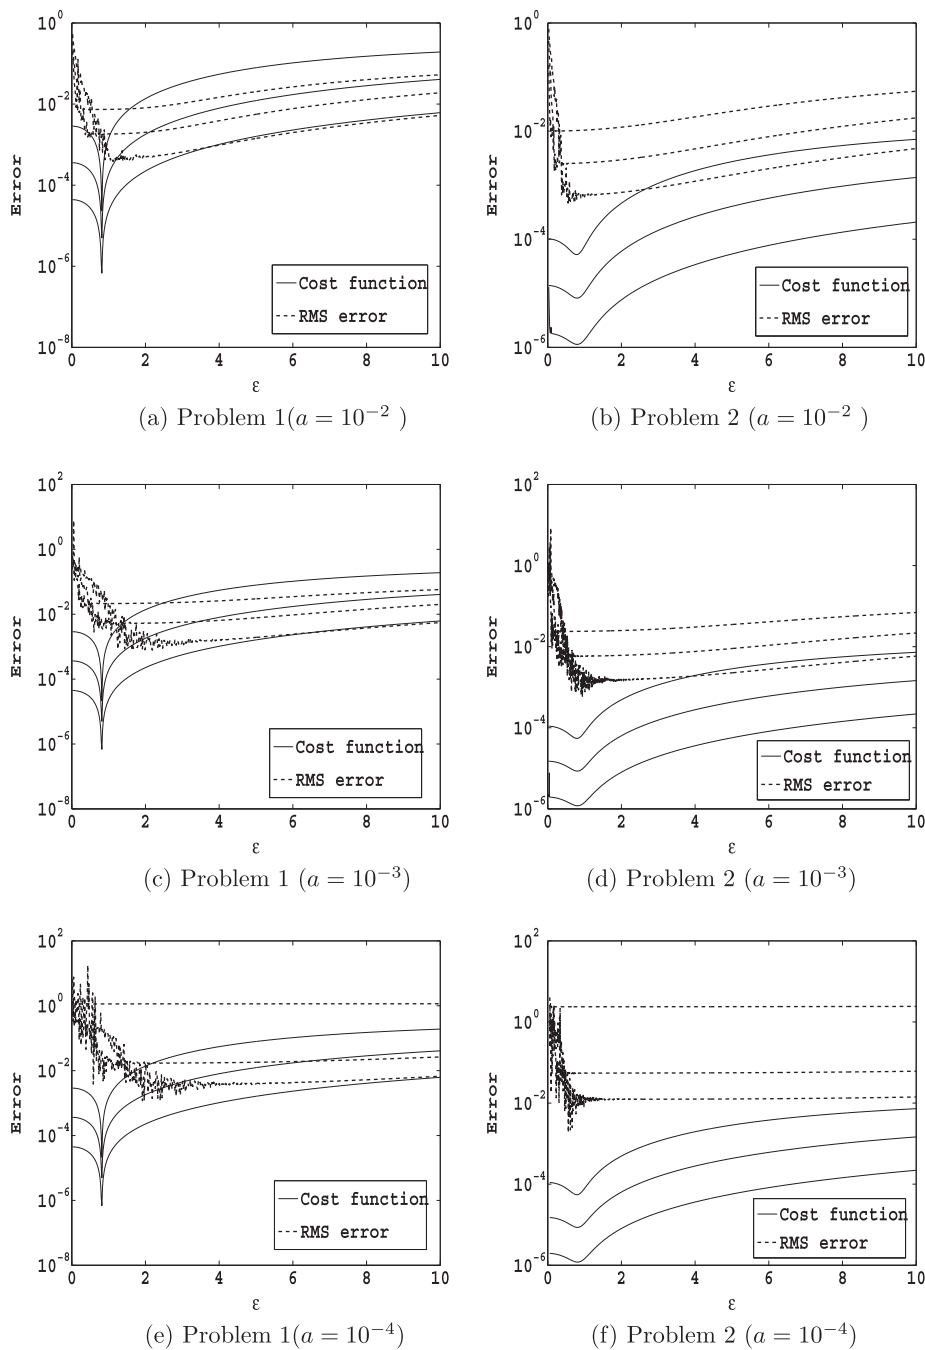 10^0
10^-2
10^-4
10^-6
10^-8
Error
0 2 4 6 8 10
ε
Cost function
RMS error
(a) Problem 1(a = 10^-2 )
10^0
10^-2
10^-4
10^-6
Error
0 2 4 6 8 10
ε
Cost function
RMS error
(b) Problem 2 (a = 10^-2 )
10^2
10^0
10^-2
10^-4
10^-6
10^-8
Error
0 2 4 6 8 10
ε
Cost function
RMS error
(c) Problem 1 (a = 10^-3)
10^2
10^0
10^-2
10^-4
10^-6
Error
0 2 4 6 8 10
ε
Cost function
RMS error
(d) Problem 2 (a = 10^-3)
10^2
10^0
10^-2
10^-4
10^-6
10^-8
Error
0 2 4 6 8 10
ε
Cost function
RMS error
(e) Problem 1(a = 10^-4)
10^2
10^0
10^-2
10^-4
10^-6
Error
0 2 4 6 8 10
ε
Cost function
RMS error
(f) Problem 2 (a = 10^-4)